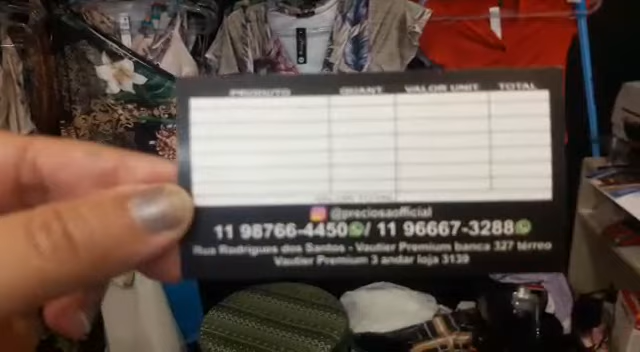 PRODUTO QUANT VALOR UNIT TOTAL
@preciosaofficial
11 98766-4450 / 11 96667-3288
Rua Rodrigues dos Santos - Vautier Premium banca 327 térreo
Vautier Premium 3 andar loja 3139